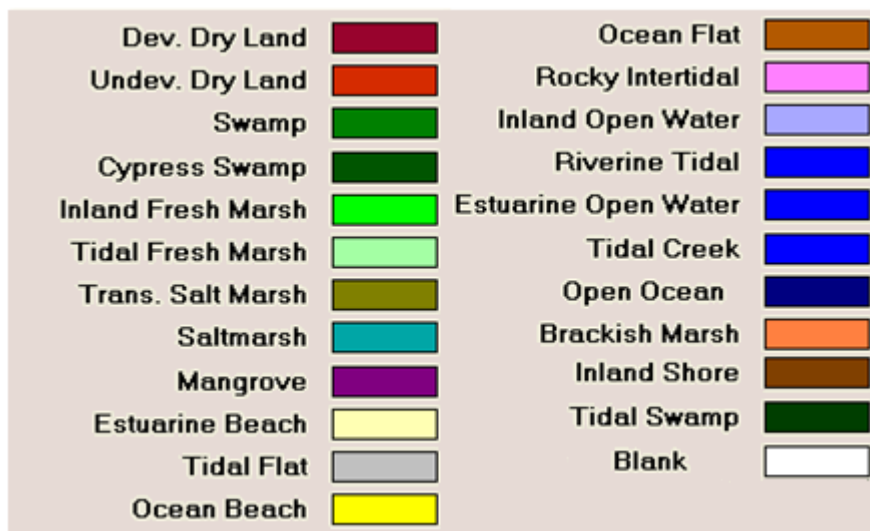 Dev. Dry Land
Undev. Dry Land
Swamp
Cypress Swamp
Inland Fresh Marsh
Tidal Fresh Marsh
Trans. Salt Marsh
Saltmarsh
Mangrove
Estuarine Beach
Tidal Flat
Ocean Beach
Ocean Flat
Rocky Intertidal
Inland Open Water
Riverine Tidal
Estuarine Open Water
Tidal Creek
Open Ocean
Brackish Marsh
Inland Shore
Tidal Swamp
Blank